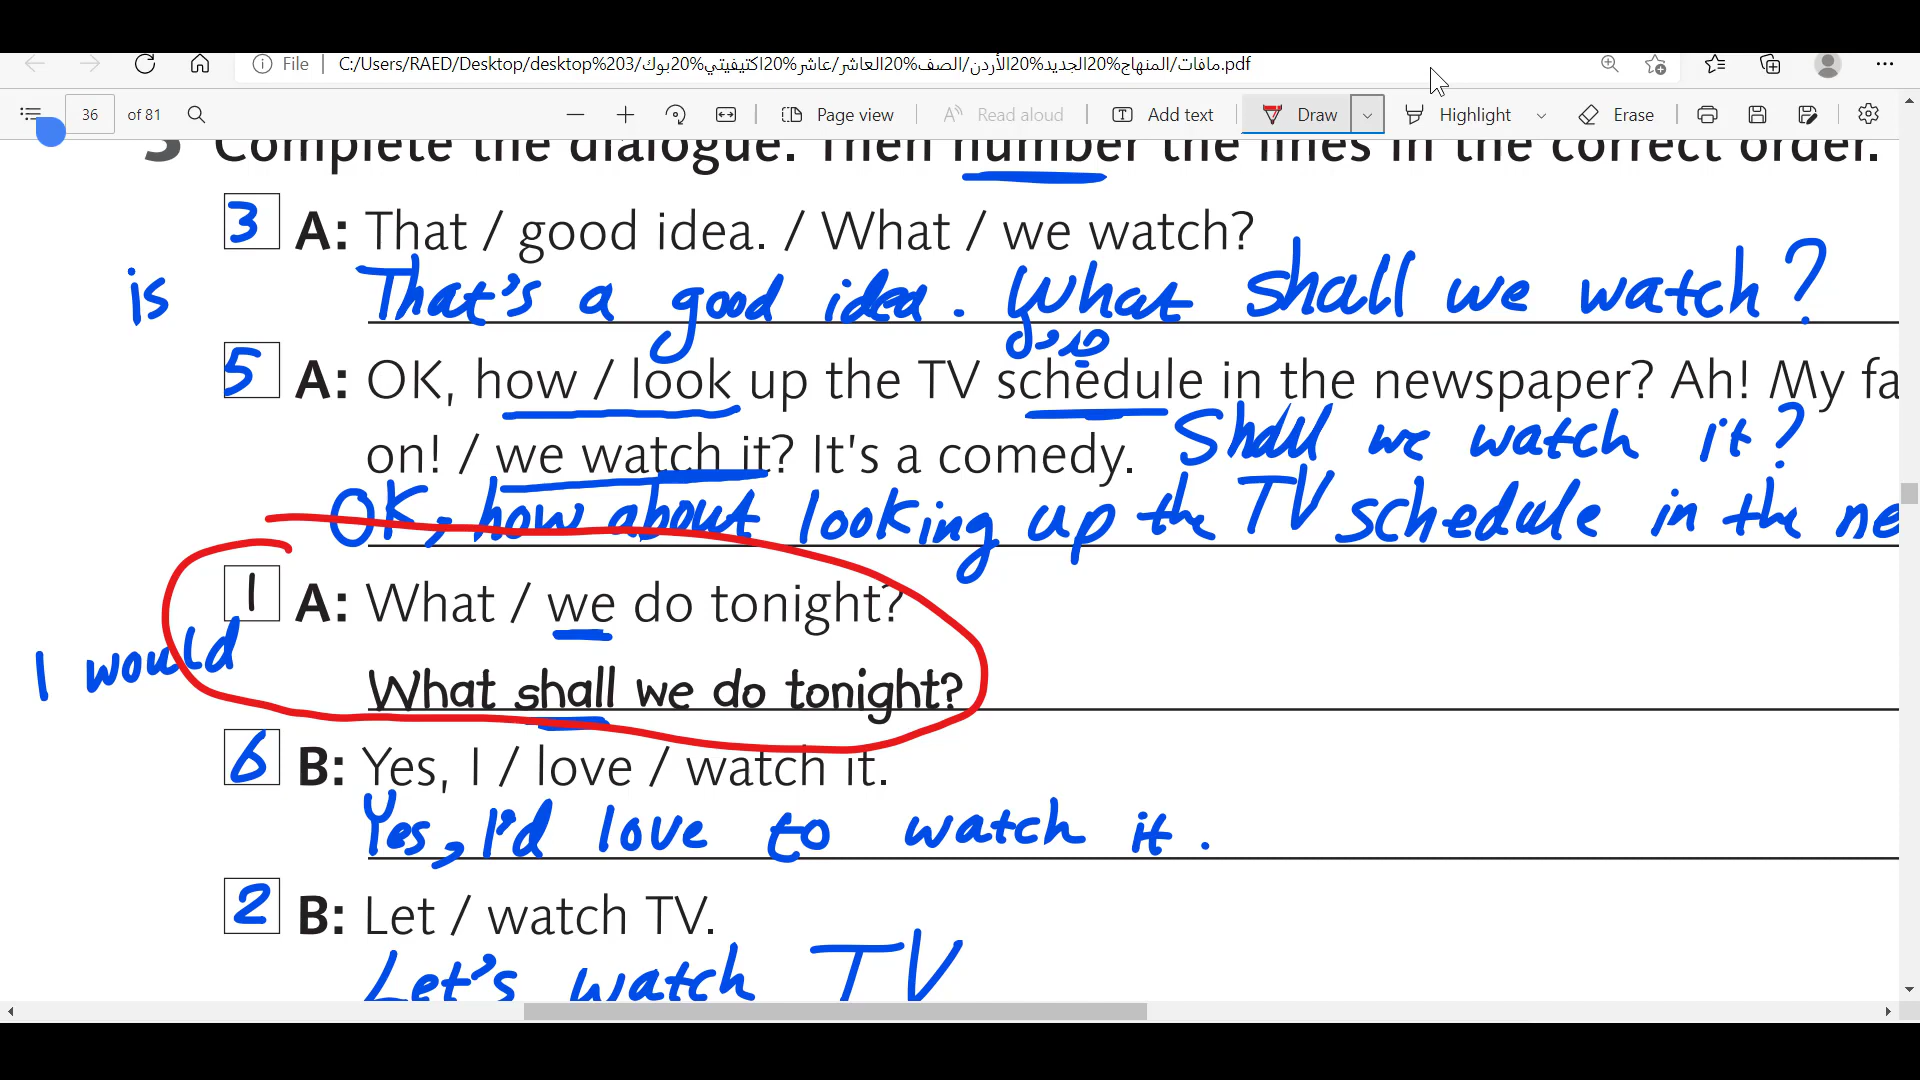 File C:/Users/RAED/Desktop/desktop%203/مافات/المنهاج%20الجديد%20الأردن/الصف%20العاشر/عاشر%20اكتيفيتي%20بوك.pdf
36 of 81 Page view Read aloud Add text Draw Highlight Erase
3 Complete the dialogue. Then number the lines in the correct order.
3 A: That / good idea. / What / we watch?
is That's a good idea. What shall we watch?
5 A: OK, how / look up the TV schedule in the newspaper? Ah! My fa
on! / we watch it? It's a comedy. Shall we watch it?
OK, how about looking up the TV schedule in the ne
1 A: What / we do tonight?
I would
What shall we do tonight?
6 B: Yes, I / love / watch it.
Yes, I'd love to watch it.
2 B: Let / watch TV.
Let's watch TV